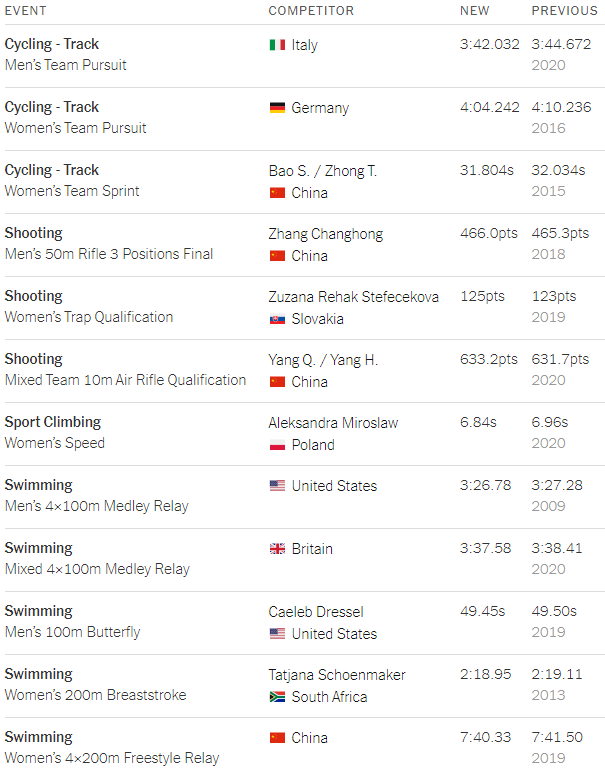 EVENT COMPETITOR NEW PREVIOUS
Cycling - Track Italy 3:42.032 3:44.672
Men's Team Pursuit 2020
Cycling - Track Germany 4:04.242 4:10.236
Women's Team Pursuit 2016
Cycling - Track Bao S. / Zhong T. 31.804s 32.034s
Women's Team Sprint China 2015
Shooting Zhang Changhong 466.0pts 465.3pts
Men's 50m Rifle 3 Positions Final China 2018
Shooting Zuzana Rehak Stefecekova 125pts 123pts
Women's Trap Qualification Slovakia 2019
Shooting Yang Q. / Yang H. 633.2pts 631.7pts
Mixed Team 10m Air Rifle Qualification China 2020
Sport Climbing Aleksandra Miroslaw 6.84s 6.96s
Women's Speed Poland 2020
Swimming United States 3:26.78 3:27.28
Men's 4×100m Medley Relay 2009
Swimming Britain 3:37.58 3:38.41
Mixed 4×100m Medley Relay 2020
Swimming Caeleb Dressel 49.45s 49.50s
Men's 100m Butterfly United States 2019
Swimming Tatjana Schoenmaker 2:18.95 2:19.11
Women's 200m Breaststroke South Africa 2013
Swimming China 7:40.33 7:41.50
Women's 4×200m Freestyle Relay 2019